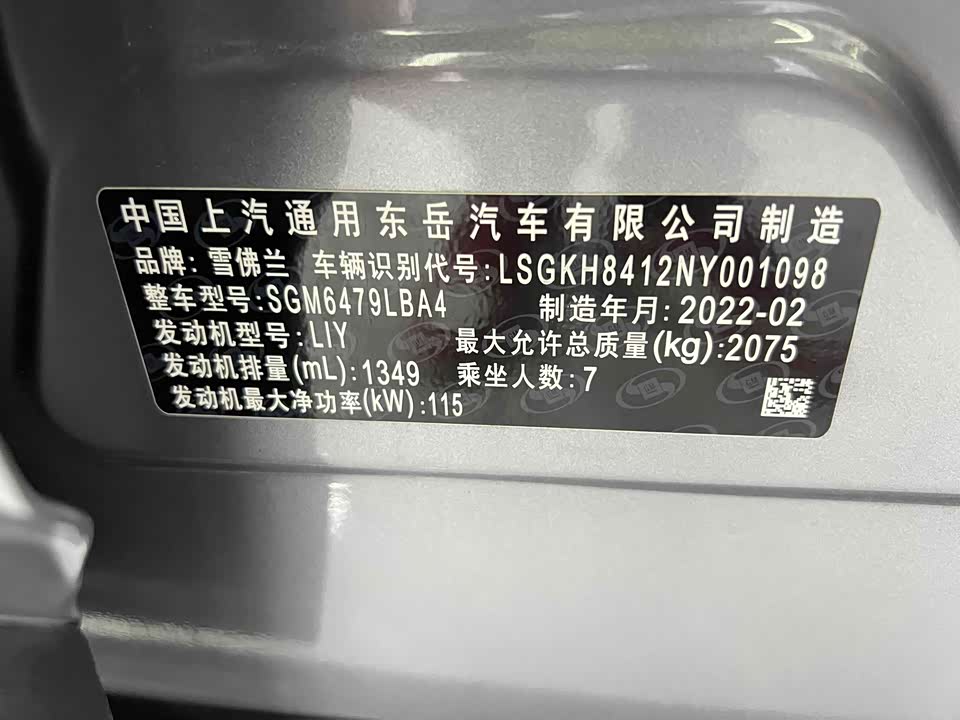 中国上汽通用东岳汽车有限公司制造
品牌: 雪佛兰 车辆识别代号: LSGKH8412NY001098
整车型号: SGM6479LBA4 制造年月: 2022-02
发动机型号: LIY 最大允许总质量(kg): 2075
发动机排量(mL): 1349 乘坐人数: 7
发动机最大净功率(kW): 115